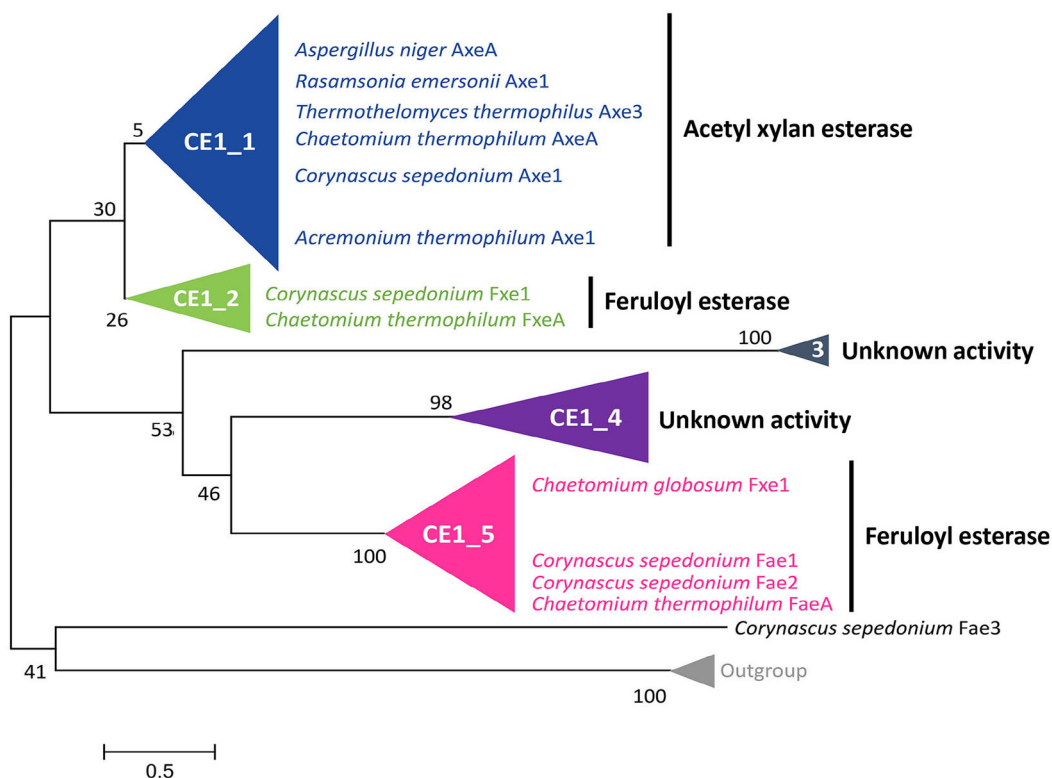 Aspergillus niger AxeA
Rasamsonia emersonii Axe1
Thermothelomyces thermophilus Axe3
Chaetomium thermophilum AxeA
Corynascus sepedonium Axe1
Acremonium thermophilum Axe1
Acetyl xylan esterase
5
CE1_1
30
CE1_2
26
Corynascus sepedonium Fxe1
Chaetomium thermophilum FxeA
Feruloyl esterase
100
3
Unknown activity
98
CE1_4
Unknown activity
53
46
CE1_5
100
Chaetomium globosum Fxe1
Corynascus sepedonium Fae1
Corynascus sepedonium Fae2
Chaetomium thermophilum FaeA
Feruloyl esterase
Corynascus sepedonium Fae3
41
100
Outgroup
0.5